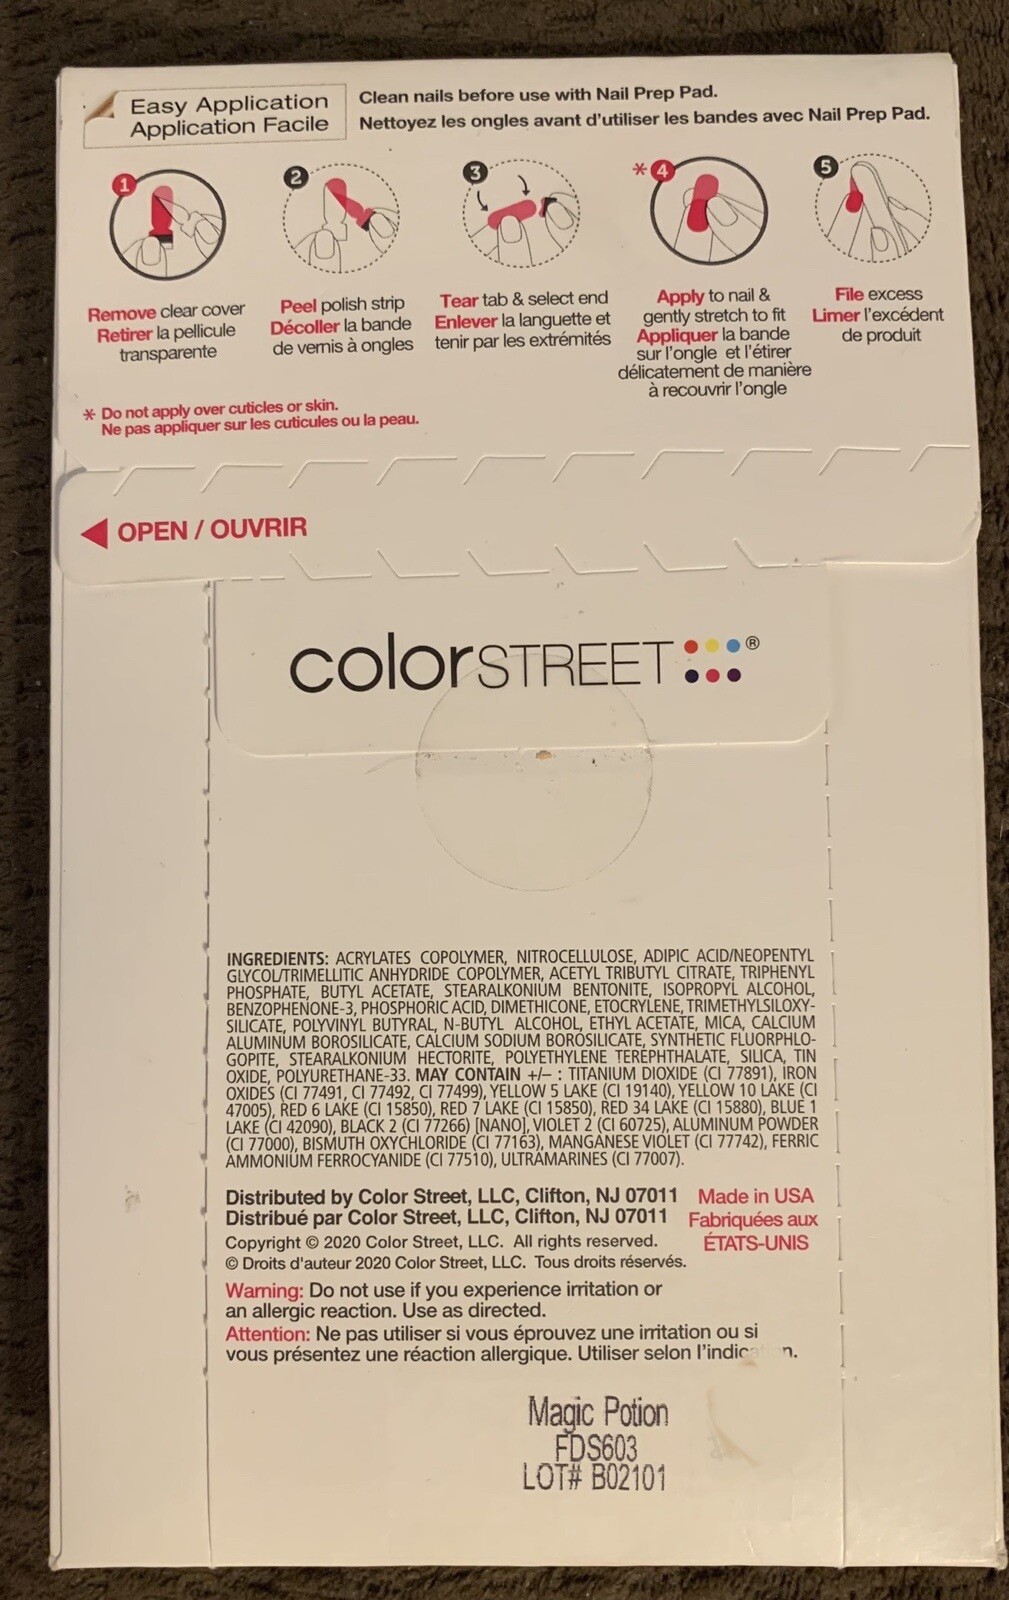 Easy Application
Application Facile
Clean nails before use with Nail Prep Pad.
Nettoyez les ongles avant d'utiliser les bandes avec Nail Prep Pad.
1
Remove clear cover
Retirer la pellicule
transparente
2
Peel polish strip
Décoller la bande
de vernis à ongles
3
Tear tab & select end
Enlever la languette et
tenir par les extrémités
*4
Apply to nail &
gently stretch to fit
Appliquer la bande
sur l'ongle et l'étirer
délicatement de manière
à recouvrir l'ongle
5
File excess
Limer l'excédent
de produit
* Do not apply over cuticles or skin.
Ne pas appliquer sur les cuticules ou la peau.
OPEN / OUVRIR
colorSTREET®
INGREDIENTS: ACRYLATES COPOLYMER, NITROCELLULOSE, ADIPIC ACID/NEOPENTYL
GLYCOL/TRIMELLITIC ANHYDRIDE COPOLYMER, ACETYL TRIBUTYL CITRATE, TRIPHENYL
PHOSPHATE, BUTYL ACETATE, STEARALKONIUM BENTONITE, ISOPROPYL ALCOHOL,
BENZOPHENONE-3, PHOSPHORIC ACID, DIMETHICONE, ETOCRYLENE, TRIMETHYLSILOXY-
SILICATE, POLYVINYL BUTYRAL, N-BUTYL ALCOHOL, ETHYL ACETATE, MICA, CALCIUM
ALUMINUM BOROSILICATE, CALCIUM SODIUM BOROSILICATE, SYNTHETIC FLUORPHLO-
GOPITE, STEARALKONIUM HECTORITE, POLYETHYLENE TEREPHTHALATE, SILICA, TIN
OXIDE, POLYURETHANE-33. MAY CONTAIN +/– : TITANIUM DIOXIDE (CI 77891), IRON
OXIDES (CI 77491, CI 77492, CI 77499), YELLOW 5 LAKE (CI 19140), YELLOW 10 LAKE (CI
47005), RED 6 LAKE (CI 15850), RED 7 LAKE (CI 15850), RED 34 LAKE (CI 15880), BLUE 1
LAKE (CI 42090), BLACK 2 (CI 77266) [NANO], VIOLET 2 (CI 60725), ALUMINUM POWDER
(CI 77000), BISMUTH OXYCHLORIDE (CI 77163), MANGANESE VIOLET (CI 77742), FERRIC
AMMONIUM FERROCYANIDE (CI 77510), ULTRAMARINES (CI 77007).
Distributed by Color Street, LLC, Clifton, NJ 07011
Distribué par Color Street, LLC, Clifton, NJ 07011
Made in USA
Fabriquées aux
ÉTATS-UNIS
Copyright © 2020 Color Street, LLC. All rights reserved.
© Droits d'auteur 2020 Color Street, LLC. Tous droits réservés.
Warning: Do not use if you experience irritation or
an allergic reaction. Use as directed.
Attention: Ne pas utiliser si vous éprouvez une irritation ou si
vous présentez une réaction allergique. Utiliser selon
Magic Potion
FDS603
LOT# B02101